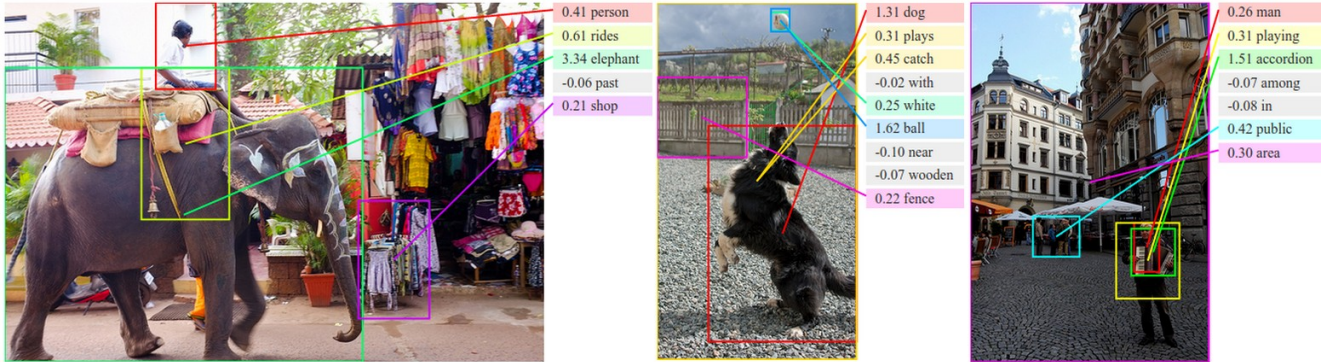 0.41 person
0.61 rides
3.34 elephant
-0.06 past
0.21 shop
1.31 dog
0.31 plays
0.45 catch
-0.02 with
0.25 white
1.62 ball
-0.10 near
-0.07 wooden
0.22 fence
0.26 man
0.31 playing
1.51 accordion
-0.07 among
-0.08 in
0.42 public
0.30 area